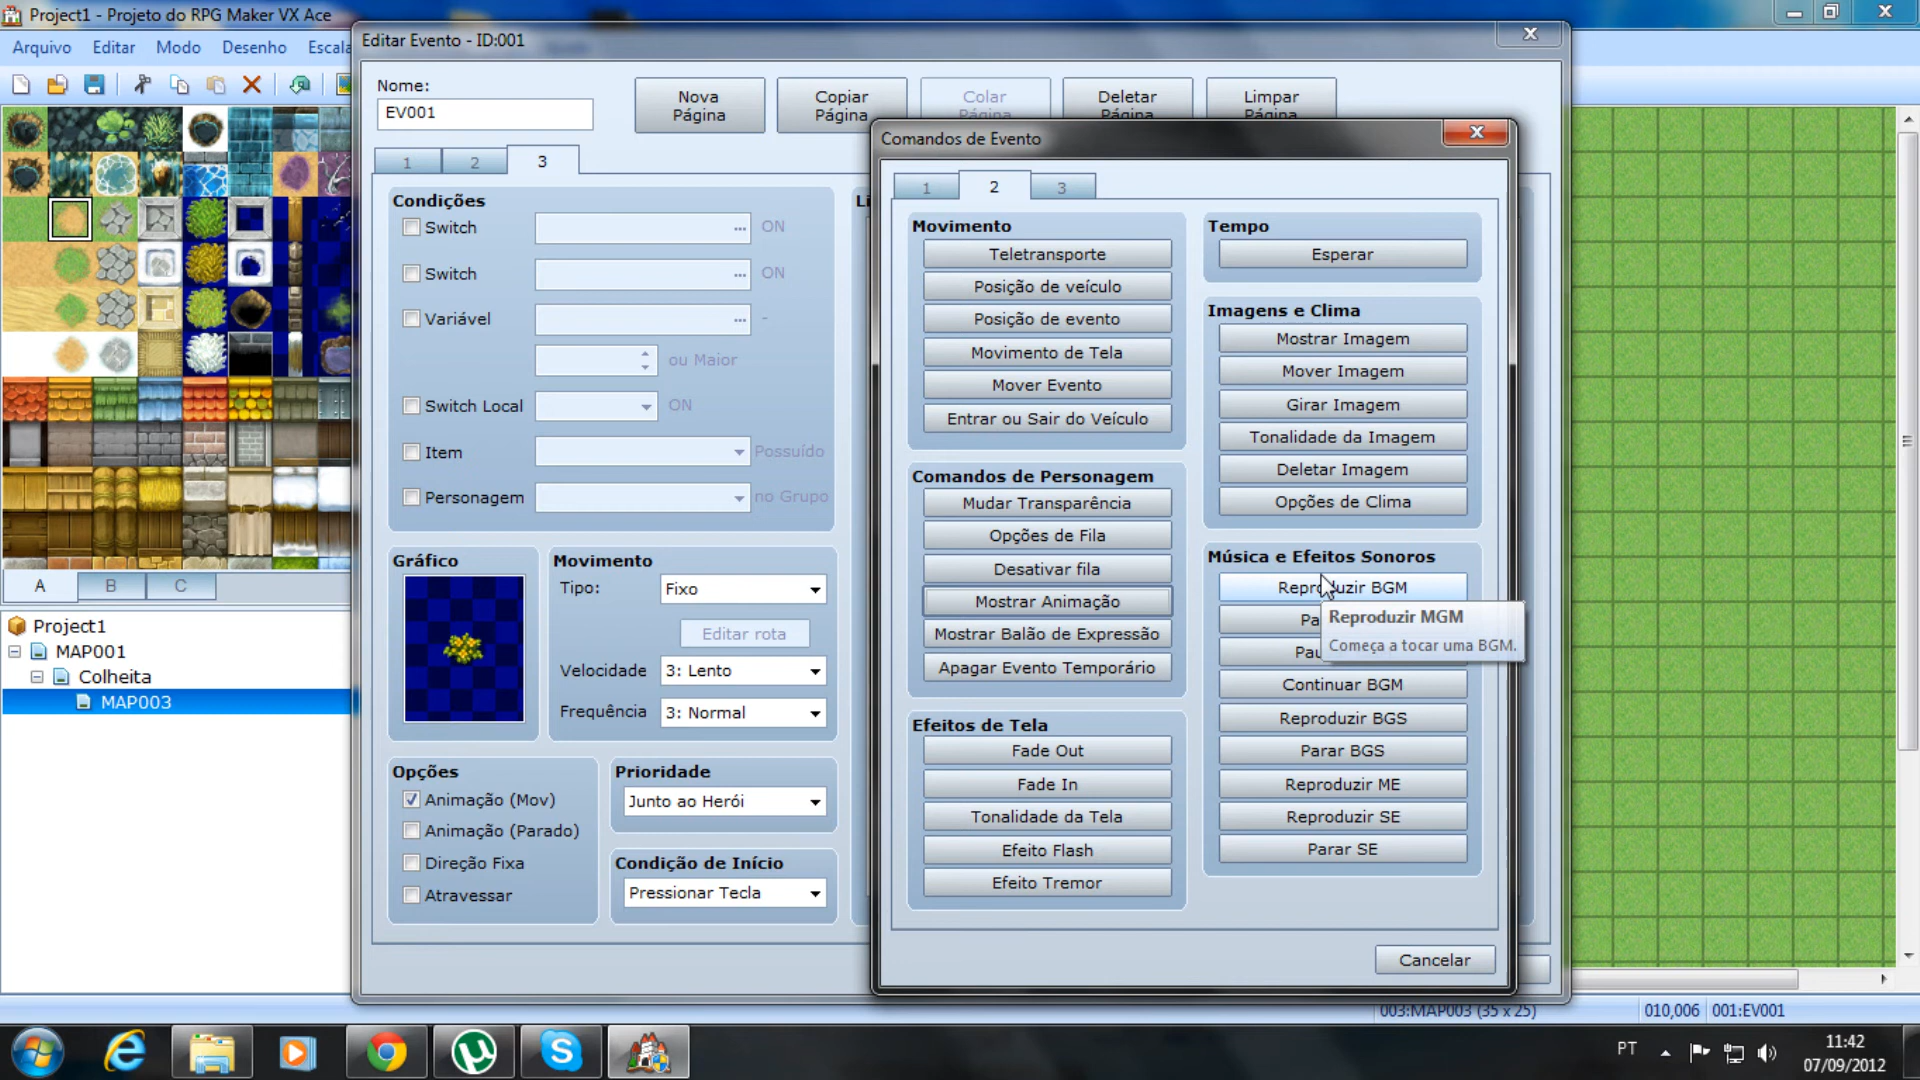 Project1 - Projeto do RPG Maker VX Ace
Arquivo Editar Modo Desenho Escala
Editar Evento - ID:001
Nome:
EV001
Nova Página
Copiar Página
Colar Página
Deletar Página
Limpar Página
1 2 3
Condições
Switch ... ON
Switch ... ON
Variável ... -
ou Maior
Switch Local ON
Item Possuído
Personagem no Grupo
Gráfico
Movimento
Tipo: Fixo
Editar rota
Velocidade 3: Lento
Frequência 3: Normal
Opções
Animação (Mov)
Animação (Parado)
Direção Fixa
Atravessar
Prioridade
Junto ao Herói
Condição de Início
Pressionar Tecla
Li
Comandos de Evento
1 2 3
Movimento
Teletransporte
Posição de veículo
Posição de evento
Movimento de Tela
Mover Evento
Entrar ou Sair do Veículo
Comandos de Personagem
Mudar Transparência
Opções de Fila
Desativar fila
Mostrar Animação
Mostrar Balão de Expressão
Apagar Evento Temporário
Efeitos de Tela
Fade Out
Fade In
Tonalidade da Tela
Efeito Flash
Efeito Tremor
Tempo
Esperar
Imagens e Clima
Mostrar Imagem
Mover Imagem
Girar Imagem
Tonalidade da Imagem
Deletar Imagem
Opções de Clima
Música e Efeitos Sonoros
Reproduzir BGM
Pa
Pau
Reproduzir MGM
Começa a tocar uma BGM.
Continuar BGM
Reproduzir BGS
Parar BGS
Reproduzir ME
Reproduzir SE
Parar SE
Cancelar
A B C
Project1
MAP001
Colheita
MAP003
003:MAP003 (35 x 25) 010,006 001:EV001
PT
11:42
07/09/2012